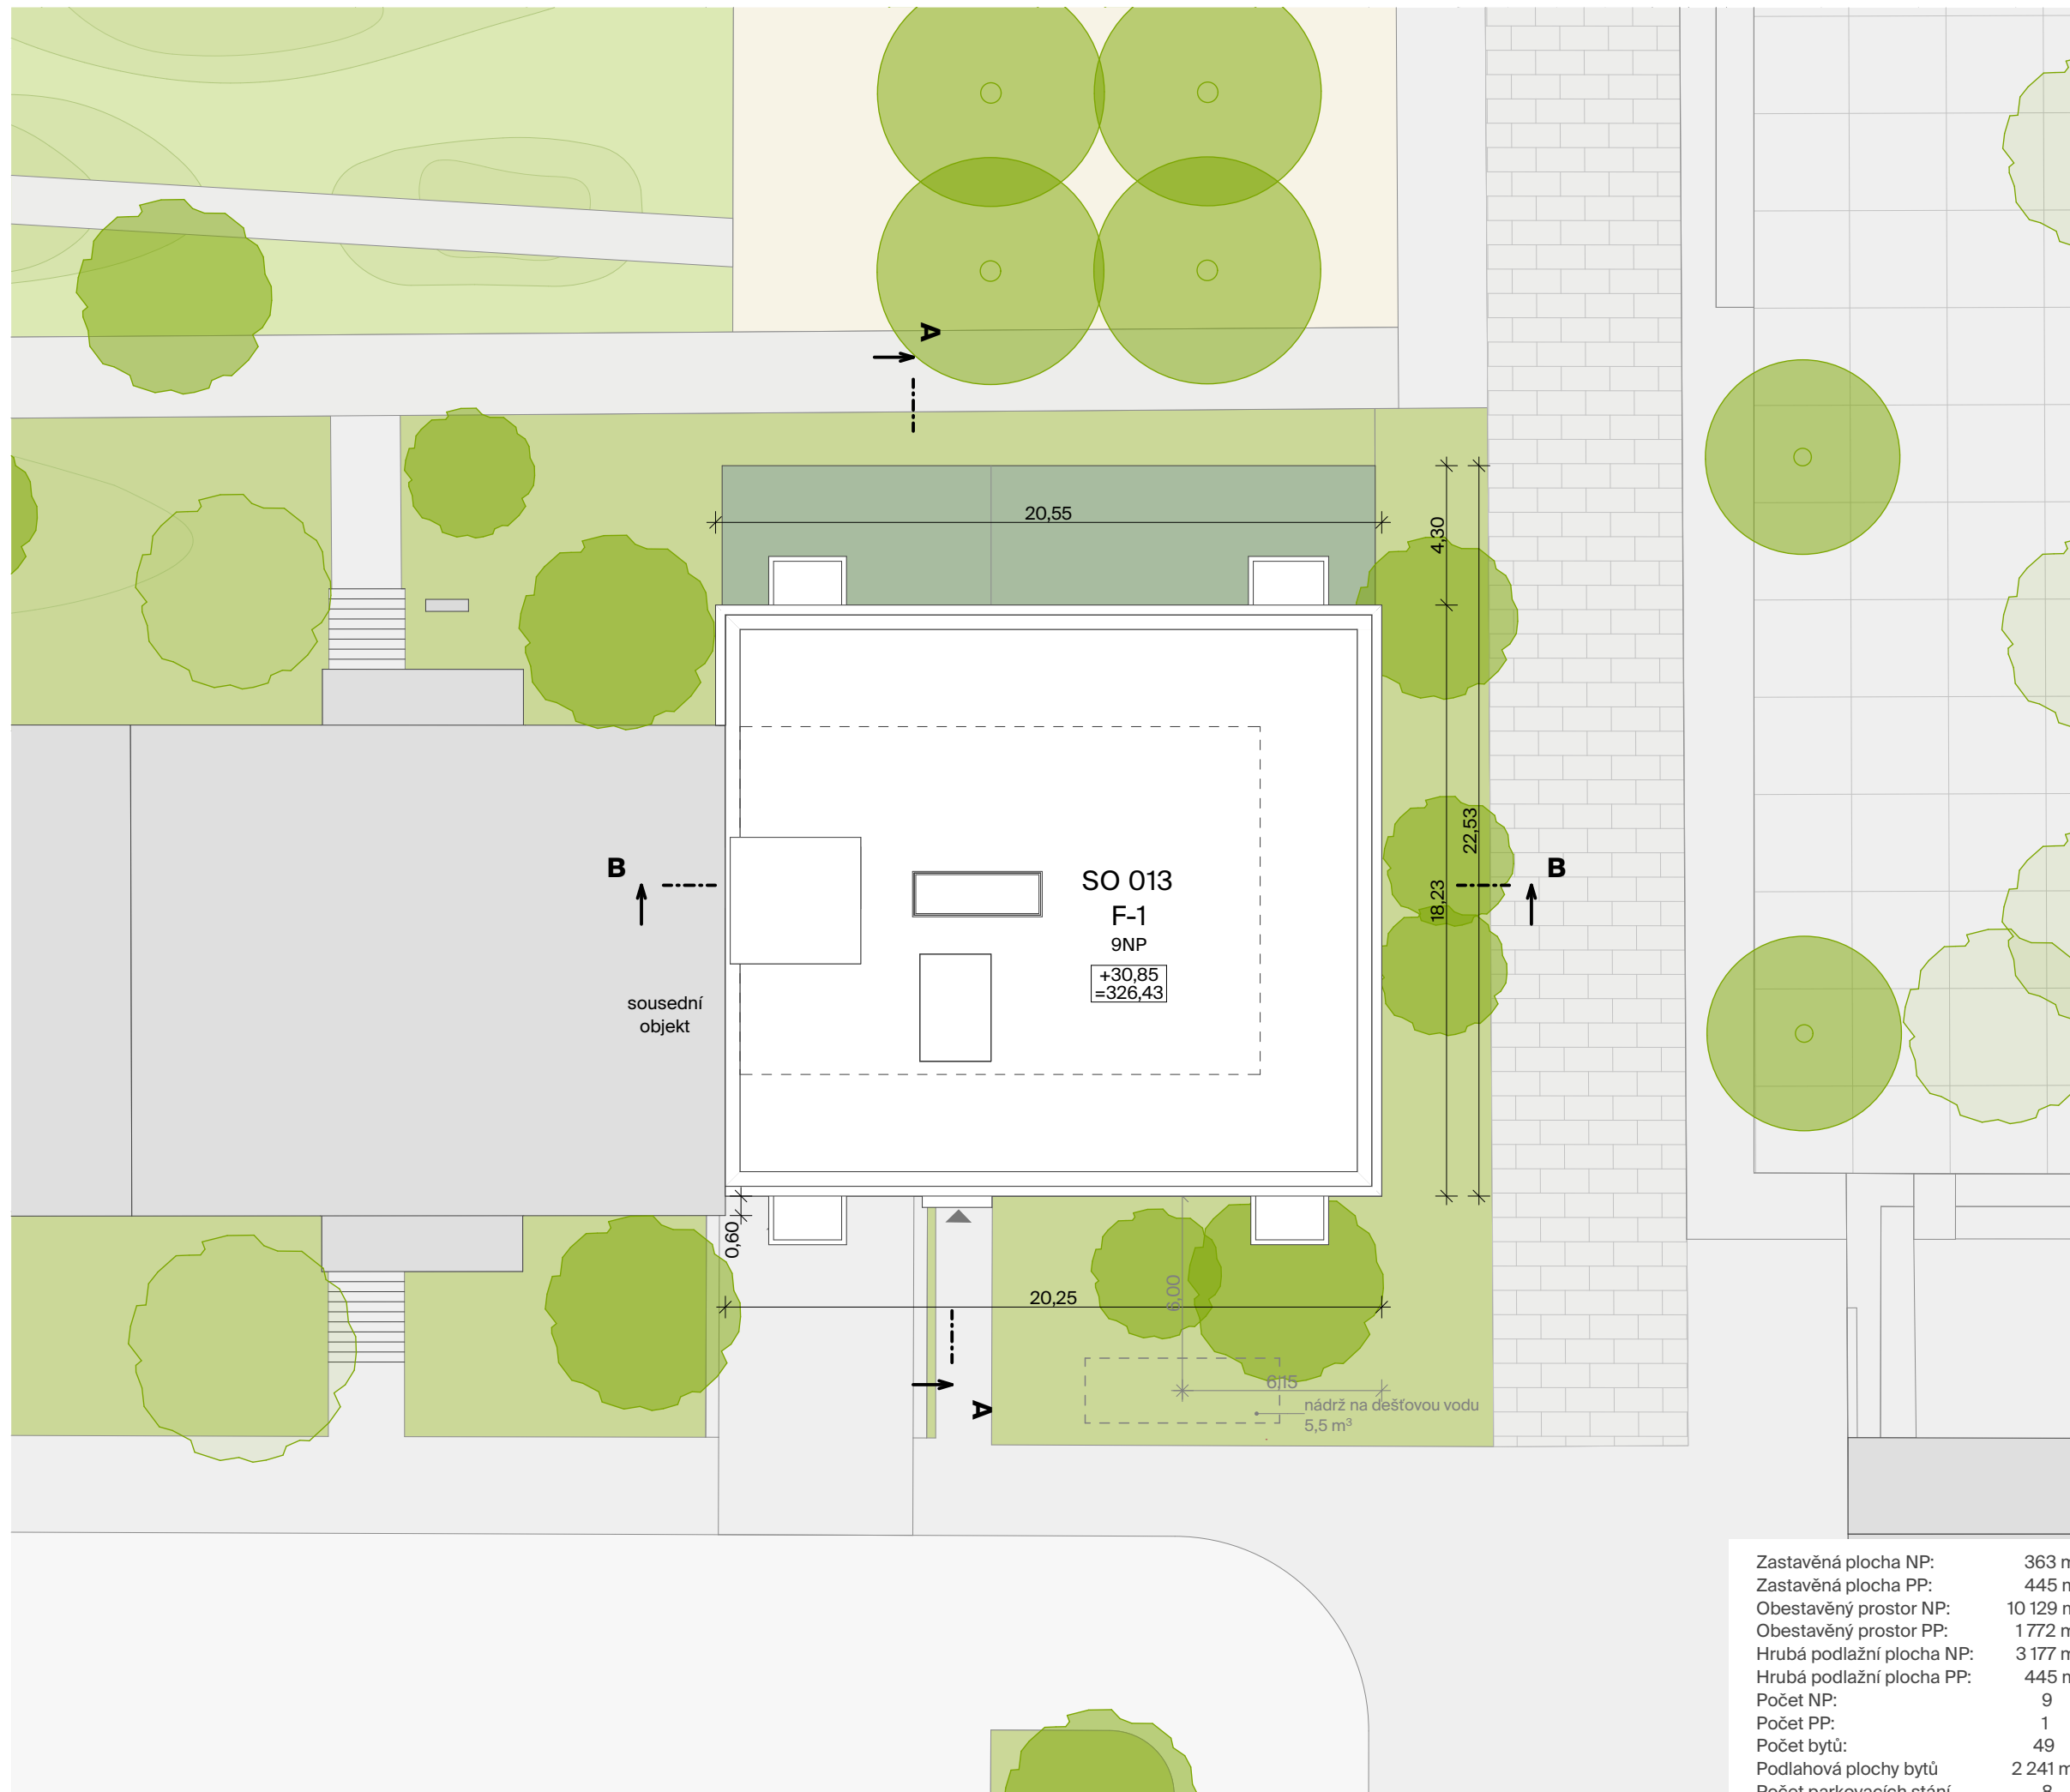 A
20,55
4,30
22,53
18,23
B
B
SO 013
F-1
9NP
+30,85
=326,43
sousední
objekt
0,60
6,00
20,25
6,15
A
nádrž na dešťovou vodu
5,5 m³
Zastavěná plocha NP: 363 m
Zastavěná plocha PP: 445 m
Obestavěný prostor NP: 10 129 m
Obestavěný prostor PP: 1 772 m
Hrubá podlažní plocha NP: 3 177 m
Hrubá podlažní plocha PP: 445 m
Počet NP: 9
Počet PP: 1
Počet bytů: 49
Podlahová plochy bytů 2 241 m
Počet parkovacích stání 8